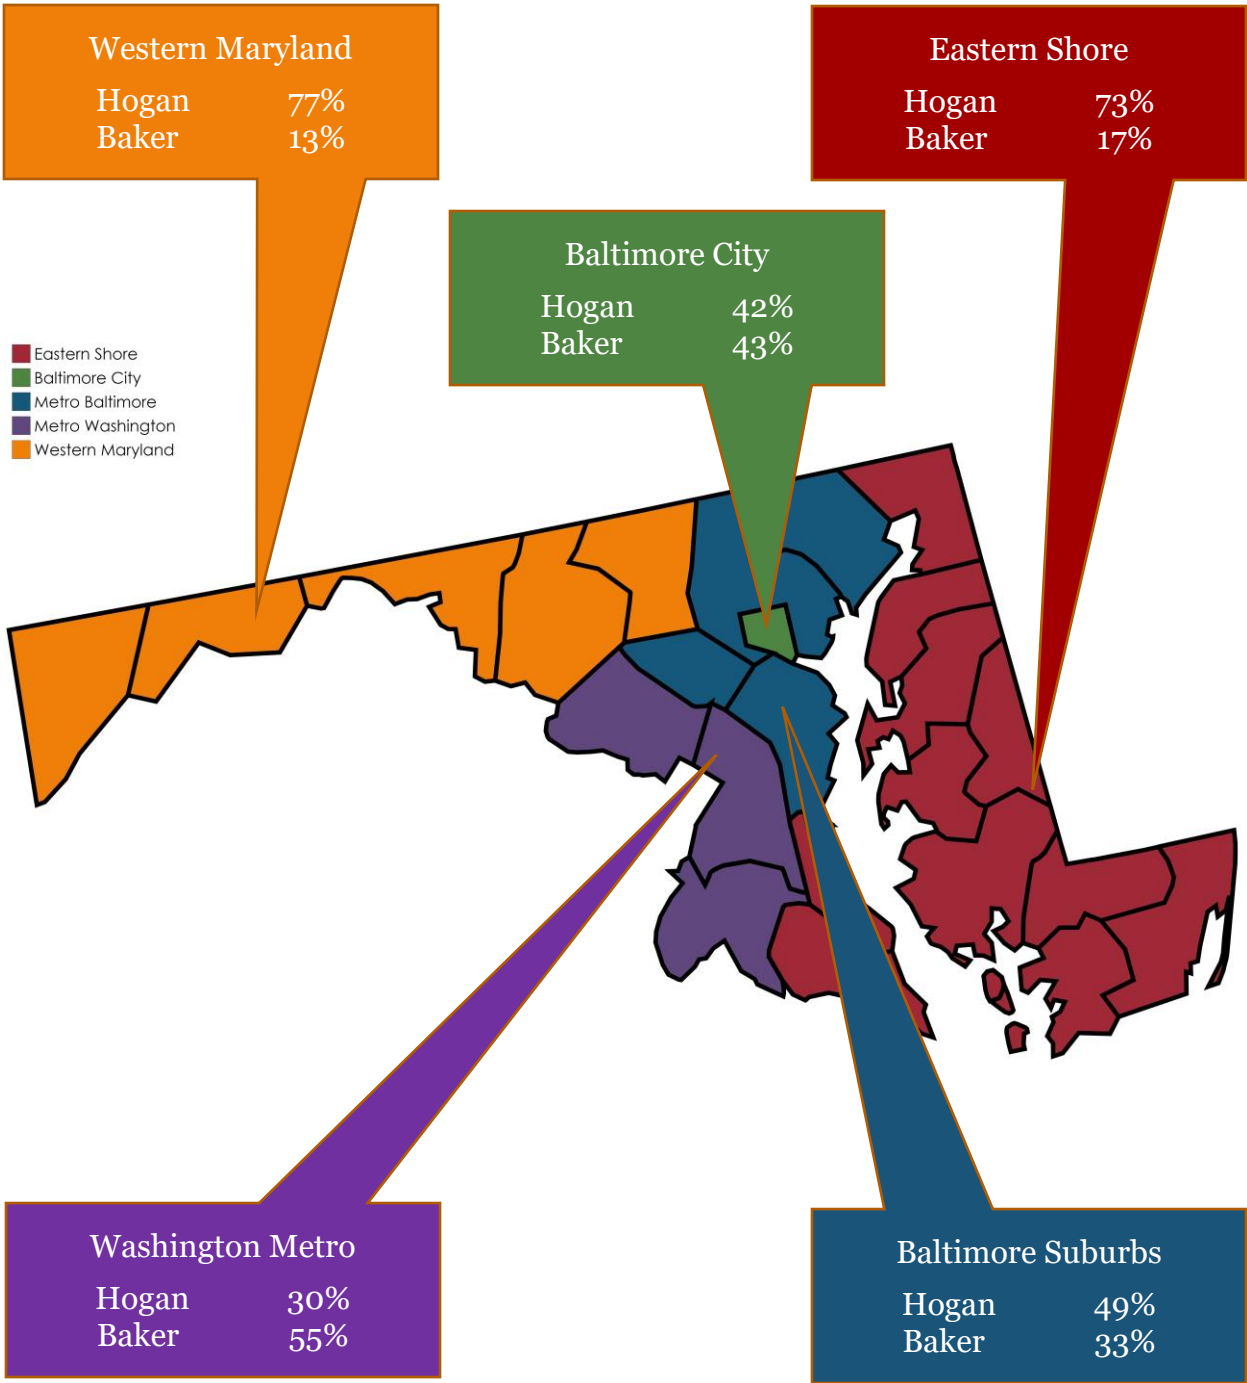 Western Maryland
Hogan 77%
Baker 13%
Eastern Shore
Hogan 73%
Baker 17%
Baltimore City
Hogan 42%
Baker 43%
Eastern Shore
Baltimore City
Metro Baltimore
Metro Washington
Western Maryland
Washington Metro
Hogan 30%
Baker 55%
Baltimore Suburbs
Hogan 49%
Baker 33%